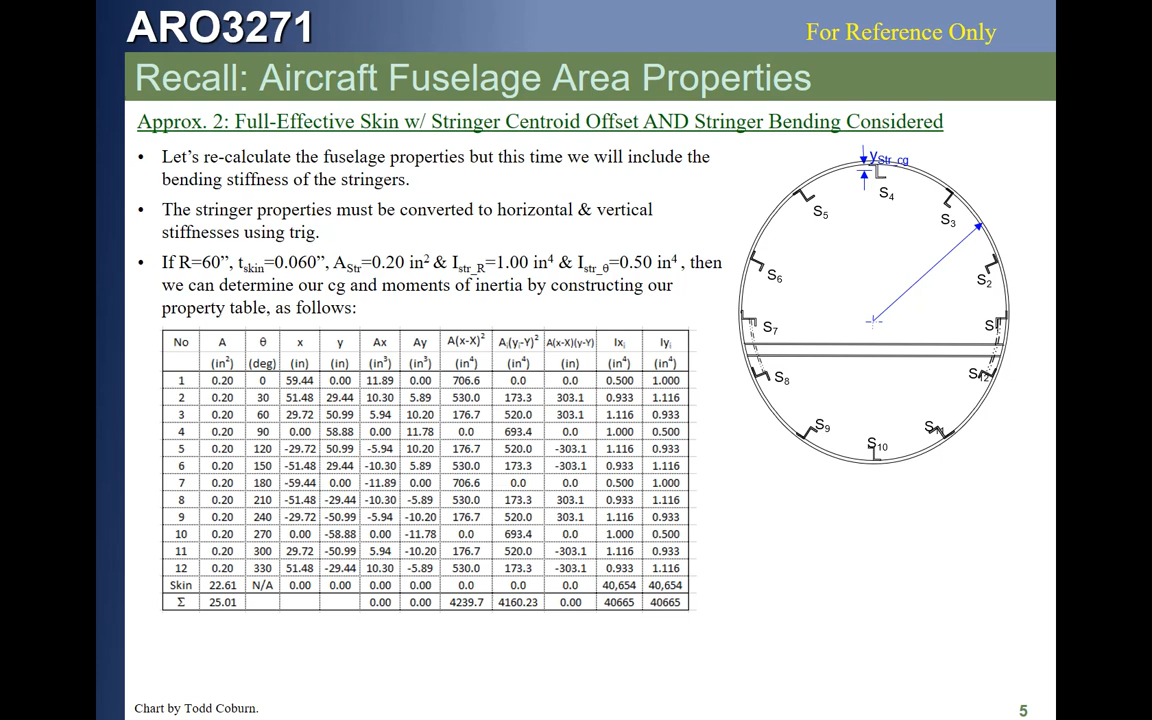 ARO3271
For Reference Only
Recall: Aircraft Fuselage Area Properties
Approx. 2: Full-Effective Skin w/ Stringer Centroid Offset AND Stringer Bending Considered
• Let's re-calculate the fuselage properties but this time we will include the
bending stiffness of the stringers.
• The stringer properties must be converted to horizontal & vertical
stiffnesses using trig.
• If R=60”, tskin=0.060”, AStr=0.20 in2 & Istr_R=1.00 in4 & Istr_θ=0.50 in4 , then
we can determine our cg and moments of inertia by constructing our
property table, as follows:
No A θ x y Ax Ay A(x-X)2 Ai(yi-Y)2 A(x-X)(y-Y) Ixi Iyi
(in2) (deg) (in) (in) (in3) (in3) (in4) (in4) (in) (in4) (in4)
1 0.20 0 59.44 0.00 11.89 0.00 706.6 0.0 0.0 0.500 1.000
2 0.20 30 51.48 29.44 10.30 5.89 530.0 173.3 303.1 0.933 1.116
3 0.20 60 29.72 50.99 5.94 10.20 176.7 520.0 303.1 1.116 0.933
4 0.20 90 0.00 58.88 0.00 11.78 0.0 693.4 0.0 1.000 0.500
5 0.20 120 -29.72 50.99 -5.94 10.20 176.7 520.0 -303.1 1.116 0.933
6 0.20 150 -51.48 29.44 -10.30 5.89 530.0 173.3 -303.1 0.933 1.116
7 0.20 180 -59.44 0.00 -11.89 0.00 706.6 0.0 0.0 0.500 1.000
8 0.20 210 -51.48 -29.44 -10.30 -5.89 530.0 173.3 303.1 0.933 1.116
9 0.20 240 -29.72 -50.99 -5.94 -10.20 176.7 520.0 303.1 1.116 0.933
10 0.20 270 0.00 -58.88 0.00 -11.78 0.0 693.4 0.0 1.000 0.500
11 0.20 300 29.72 -50.99 5.94 -10.20 176.7 520.0 -303.1 1.116 0.933
12 0.20 330 51.48 -29.44 10.30 -5.89 530.0 173.3 -303.1 0.933 1.116
Skin 22.61 N/A 0.00 0.00 0.00 0.00 0.0 0.0 0.0 40,654 40,654
Σ 25.01 0.00 0.00 4239.7 4160.23 0.00 40665 40665
yStr_cg
S4
S5
S3
S6
S2
S7
S
S8
S12
S9
S10
Chart by Todd Coburn.
5